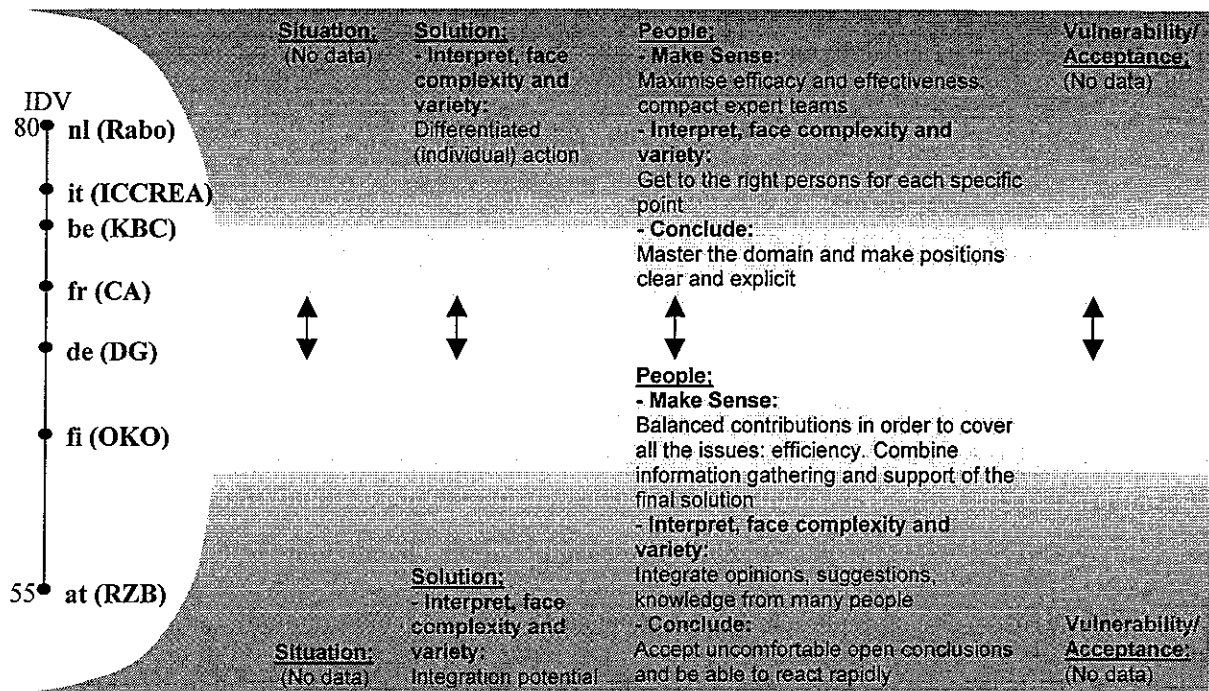 IDV
80 nl (Rabo)
it (ICCREA)
be (KBC)
fr (CA)
de (DG)
fi (OKO)
55 at (RZB)
Situation;
(No data)
Solution;
- Interpret, face
complexity and
variety:
Differentiated
(individual) action
People;
- Make Sense:
Maximise efficacy and effectiveness,
compact expert teams
- Interpret, face complexity and
variety:
Get to the right persons for each specific
point
- Conclude:
Master the domain and make positions
clear and explicit
Vulnerability/
Acceptance;
(No data)
Situation;
(No data)
Solution;
- Interpret, face
complexity and
variety:
Integration potential
People;
- Make Sense:
Balanced contributions in order to cover
all the issues: efficiency. Combine
information gathering and support of the
final solution
- Interpret, face complexity and
variety:
Integrate opinions, suggestions,
knowledge from many people
- Conclude:
Accept uncomfortable open conclusions
and be able to react rapidly
Vulnerability/
Acceptance;
(No data)